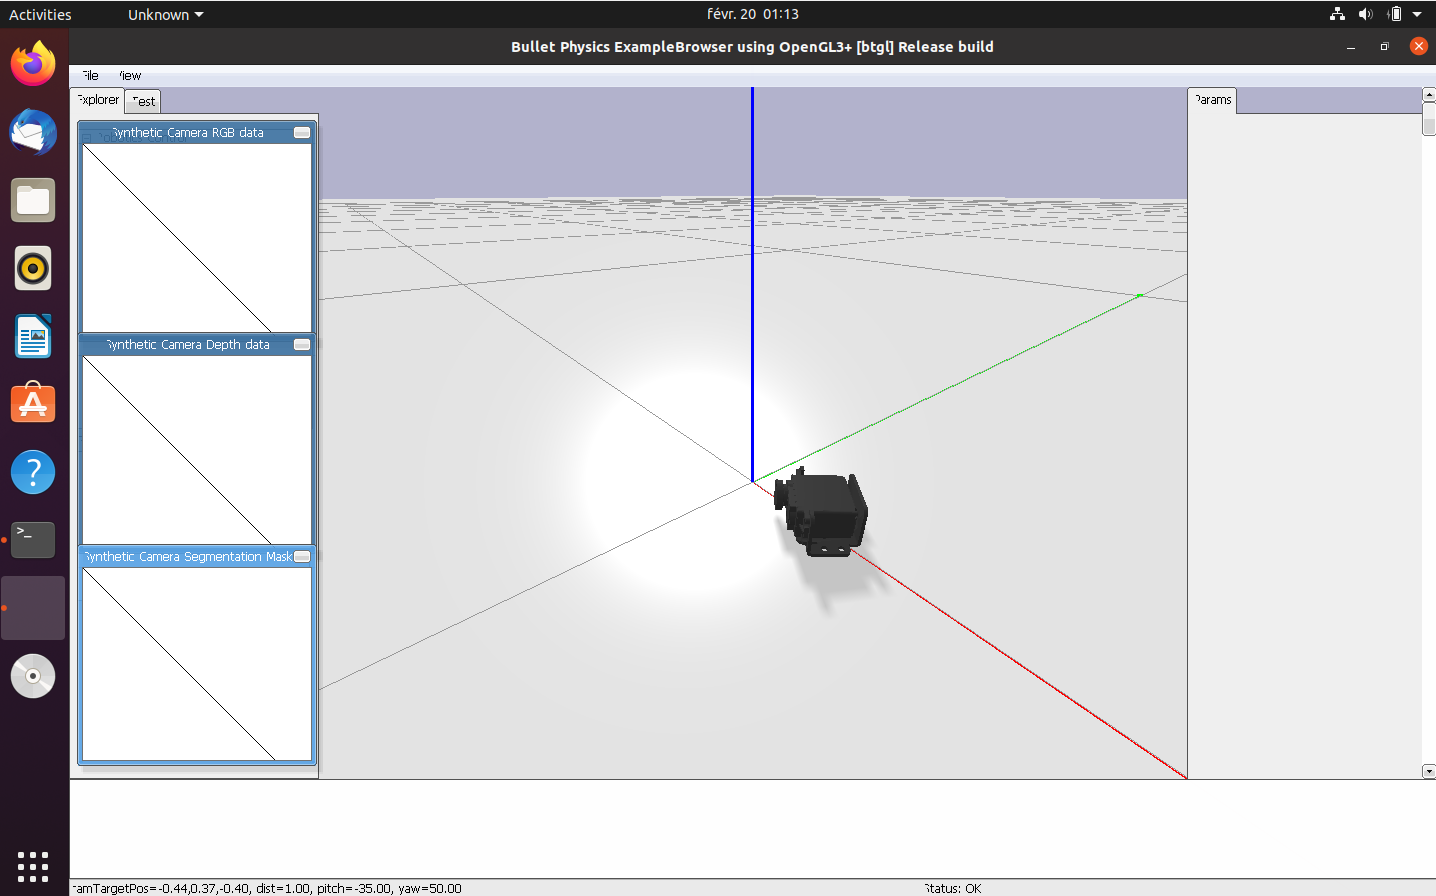 Activities
Unknown
févr. 20 01:13
Bullet Physics ExampleBrowser using OpenGL3+ [btgl] Release build
File
View
Explorer
Test
Params
Synthetic Camera RGB data
Synthetic Camera Depth data
Synthetic Camera Segmentation Mask
camTargetPos=-0.44,0.37,-0.40, dist=1.00, pitch=-35.00, yaw=50.00
Status: OK